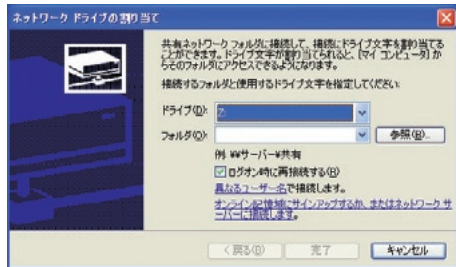 ネットワーク ドライブの割り当て
共有ネットワーク フォルダに接続して、接続にドライブ文字を割り当てる
ことができます。ドライブ文字が割り当てられると、[マイ コンピュータ] か
らそのフォルダにアクセスできるようになります。
接続するフォルダと使用するドライブ文字を指定してください:
ドライブ(D): Z:
フォルダ(O): 参照(B)...
例: ¥¥サーバー¥共有
ログオン時に再接続する(R)
異なるユーザー名で接続します。
オンライン記憶域にサインアップするか、またはネットワーク サ
ーバーに接続します。
< 戻る(B) 完了 キャンセル